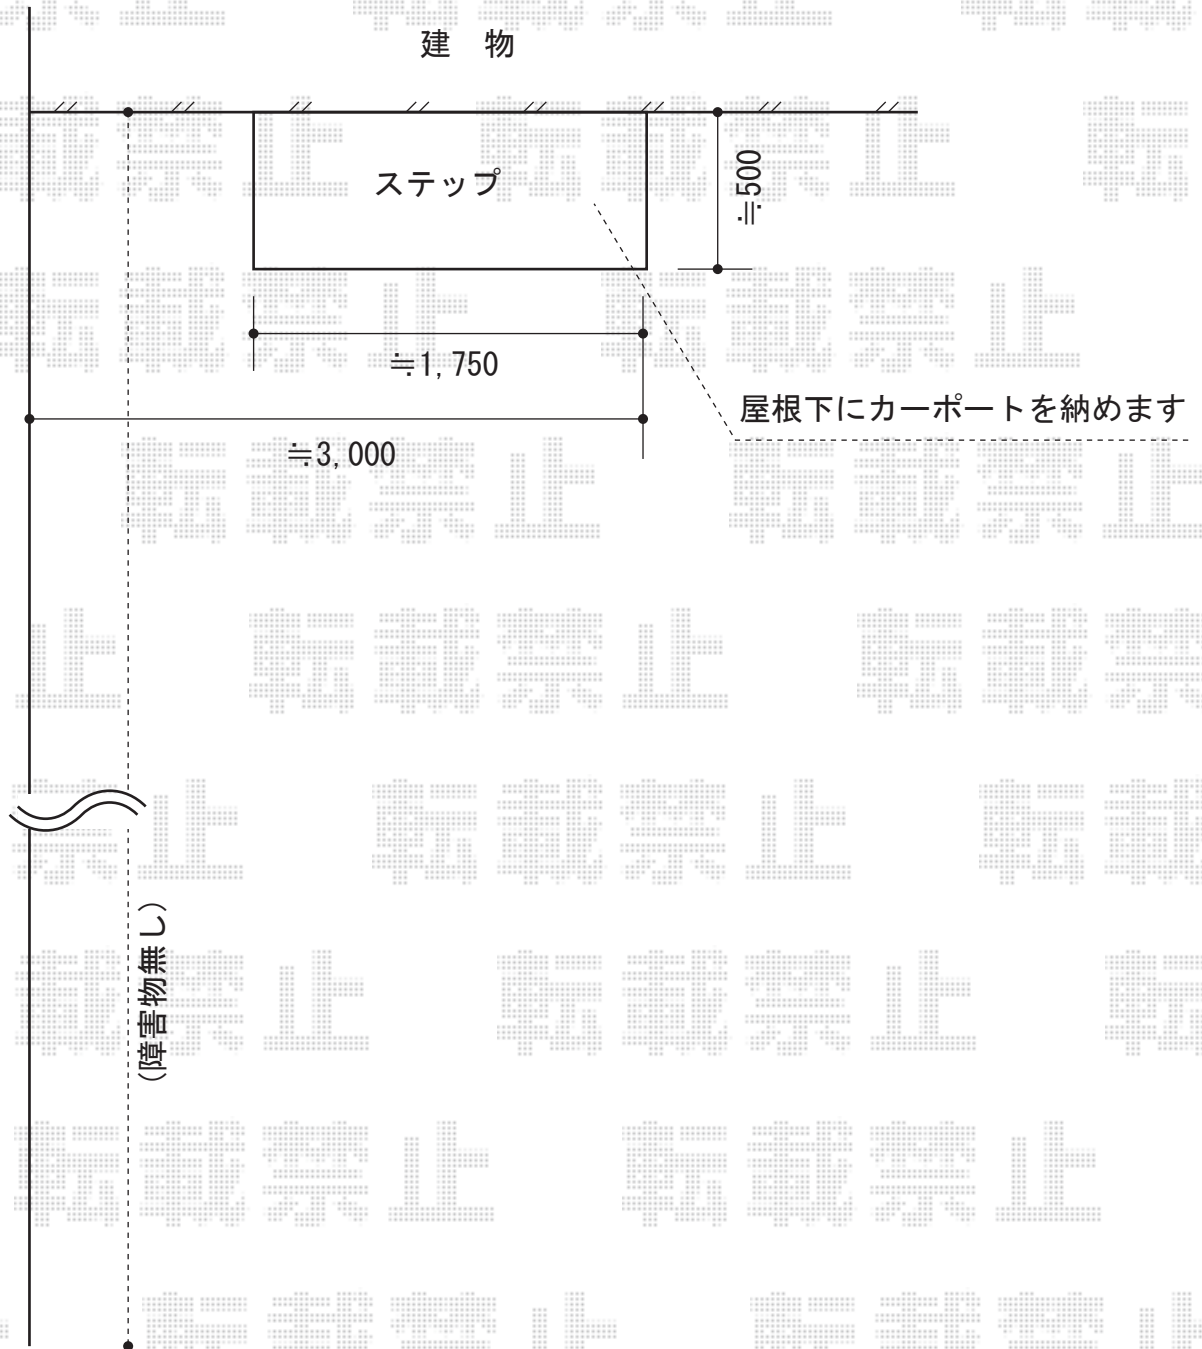 建 物
ステップ
≒500
≒1,750
屋根下にカーポートを納めます
≒3,000
(障害物無し)
転載禁止